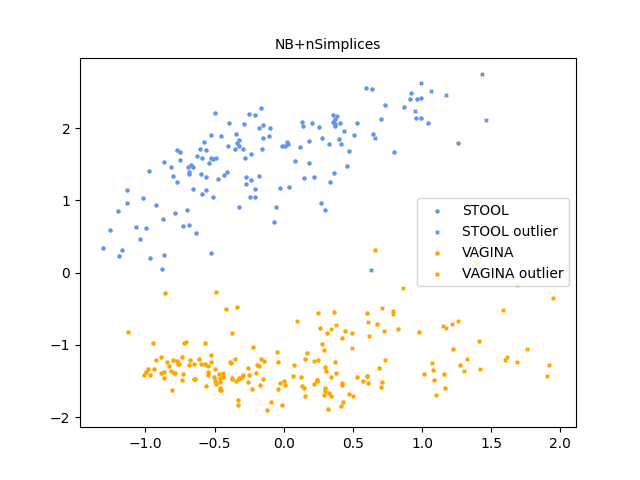 NB+nSimplices
2
1
0
−1
−2
STOOL
STOOL outlier
VAGINA
VAGINA outlier
−1.0 −0.5 0.0 0.5 1.0 1.5 2.0